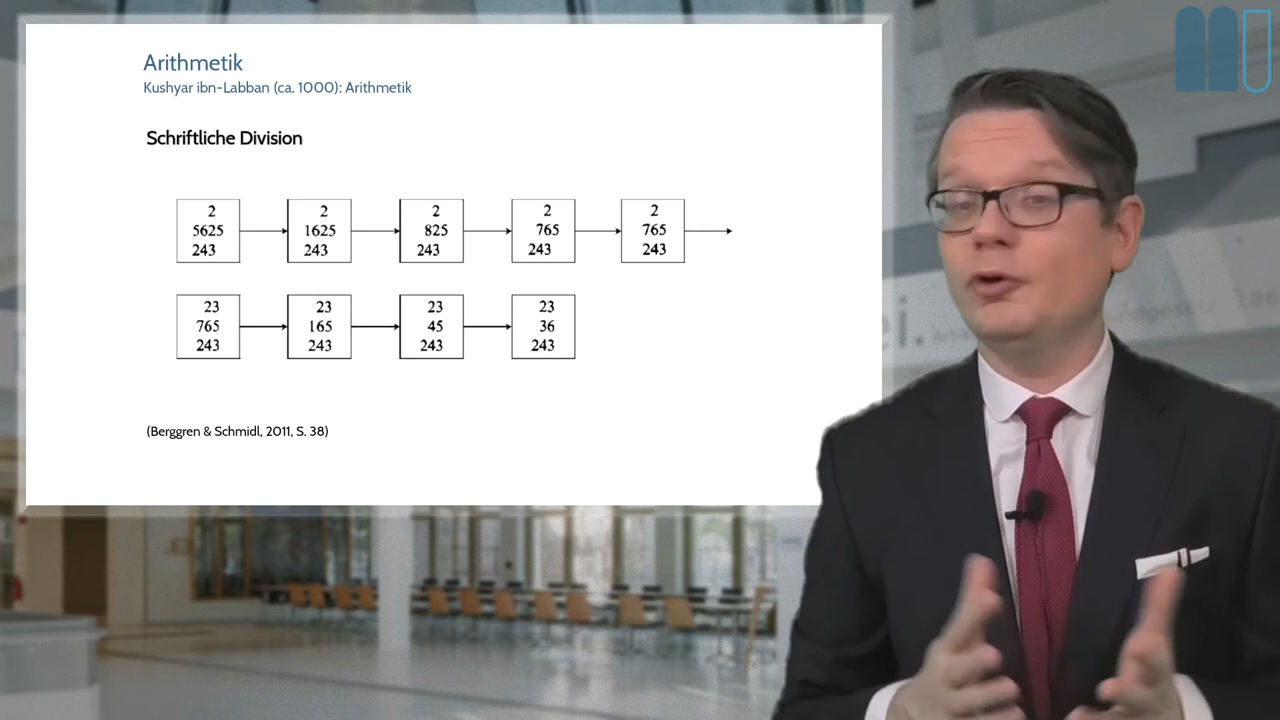 Arithmetik
Kushyar ibn-Labban (ca. 1000): Arithmetik
Schriftliche Division
2 2 2 2 2
5625 1625 825 765 765
243 243 243 243 243
23 23 23 23
765 165 45 36
243 243 243 243
(Berggren & Schmidl, 2011, S. 38)
ei.